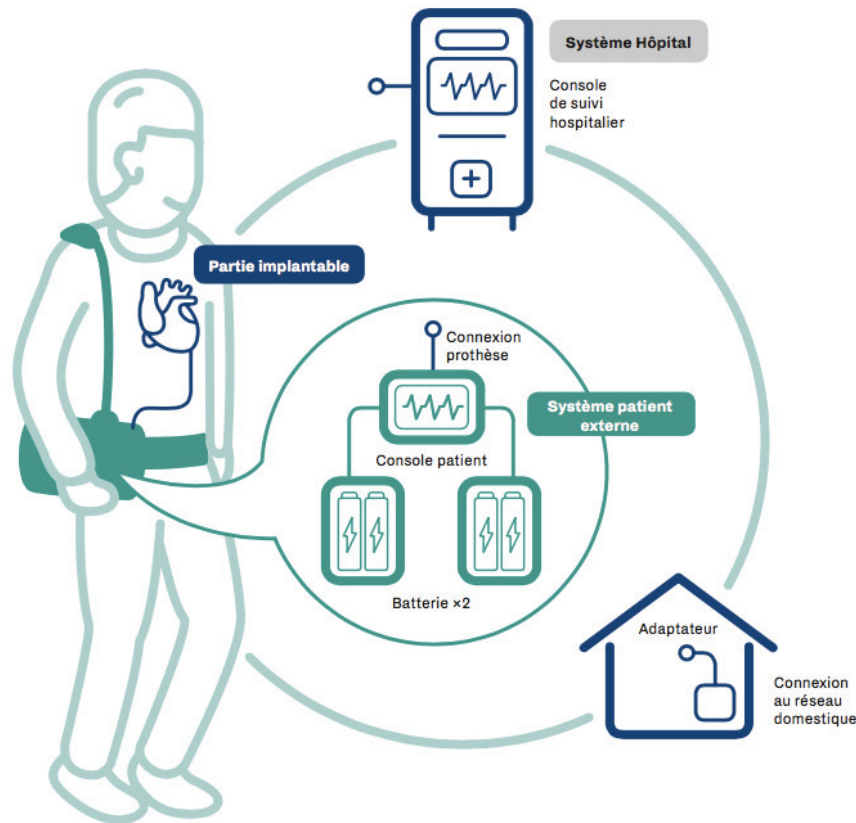 Système Hôpital
Console
de suivi
hospitalier
Partie implantable
Connexion
prothèse
Système patient
externe
Console patient
Batterie ×2
Adaptateur
Connexion
au réseau
domestique